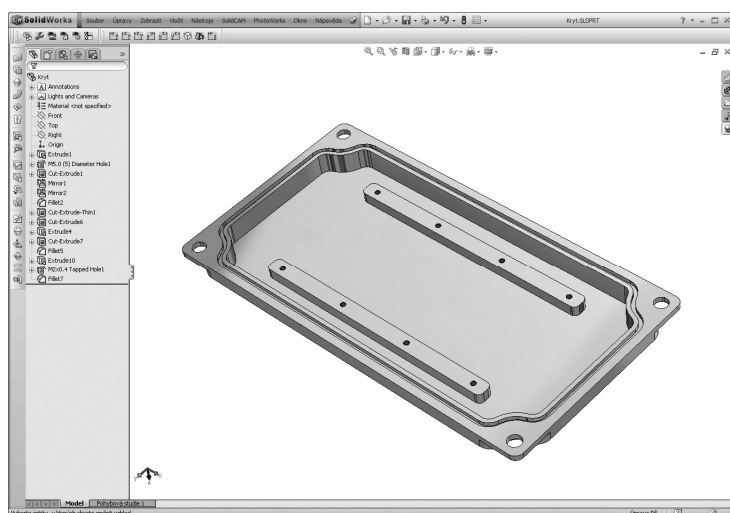 SolidWorks Soubor Úpravy Zobrazit Vložit Nástroje SolidCAM PhotoWorks Okno Nápověda Kryt.SLDPRT
Kryt
Annotations
Lights and Cameras
Material <not specified>
Front
Top
Right
Origin
Extrude1
M5.0 (5) Diameter Hole1
Cut-Extrude1
Mirror1
Mirror2
Fillet2
Cut-Extrude-Thin1
Cut-Extrude6
Extrude4
Cut-Extrude7
Fillet5
Extrude10
M2x0.4 Tapped Hole1
Fillet7
Model Pohybová studie 1